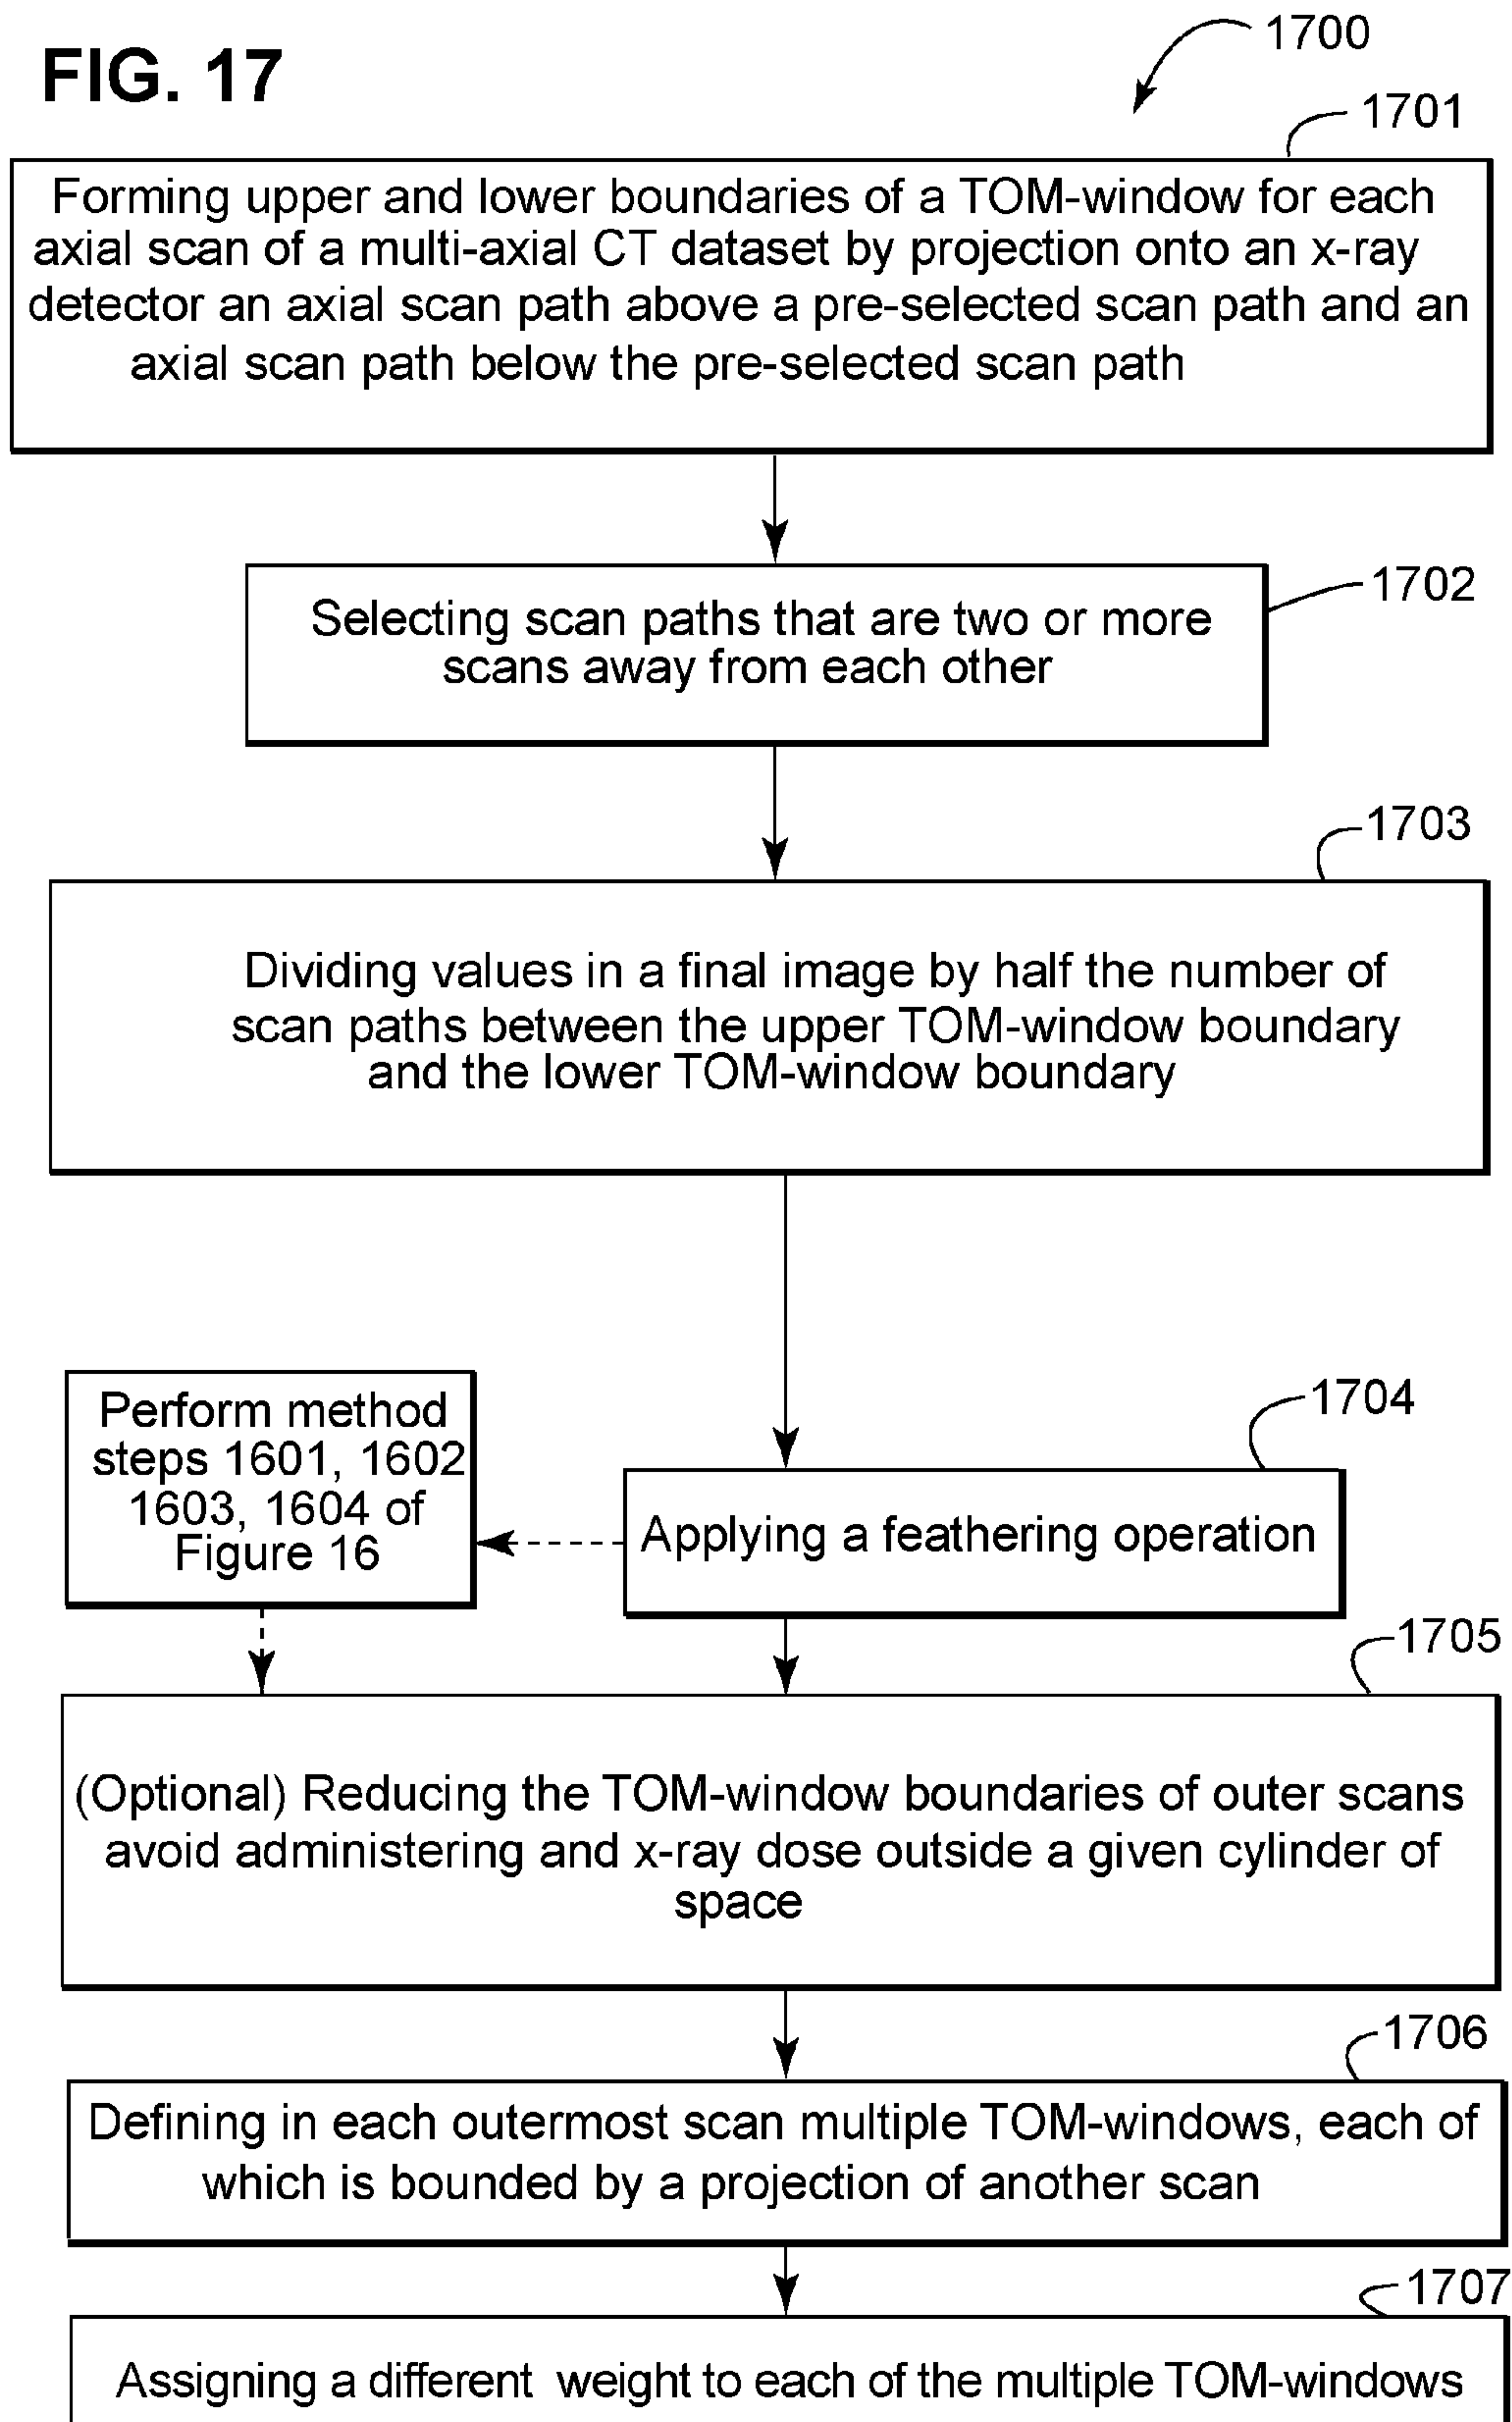 FIG. 17
1700
1701
Forming upper and lower boundaries of a TOM-window for each
axial scan of a multi-axial CT dataset by projection onto an x-ray
detector an axial scan path above a pre-selected scan path and an
axial scan path below the pre-selected scan path
1702
Selecting scan paths that are two or more
scans away from each other
1703
Dividing values in a final image by half the number of
scan paths between the upper TOM-window boundary
and the lower TOM-window boundary
Perform method
steps 1601, 1602
1603, 1604 of
Figure 16
1704
Applying a feathering operation
1705
(Optional) Reducing the TOM-window boundaries of outer scans
avoid administering and x-ray dose outside a given cylinder of
space
1706
Defining in each outermost scan multiple TOM-windows, each of
which is bounded by a projection of another scan
1707
Assigning a different weight to each of the multiple TOM-windows